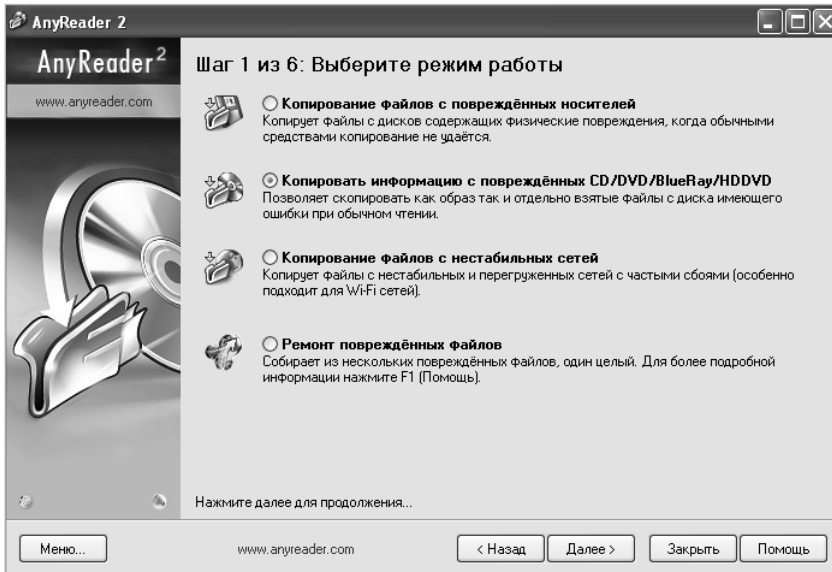 AnyReader 2
AnyReader²
www.anyreader.com
Шаг 1 из 6: Выберите режим работы
Копирование файлов с повреждённых носителей
Копирует файлы с дисков содержащих физические повреждения, когда обычными
средствами копирование не удаётся.
Копировать информацию с повреждённых CD/DVD/BlueRay/HDDVD
Позволяет скопировать как образ так и отдельно взятые файлы с диска имеющего
ошибки при обычном чтении.
Копирование файлов с нестабильных сетей
Копирует файлы с нестабильных и перегруженных сетей с частыми сбоями (особенно
подходит для Wi-Fi сетей).
Ремонт повреждённых файлов
Собирает из нескольких повреждённых файлов, один целый. Для более подробной
информации нажмите F1 (Помощь).
Нажмите далее для продолжения...
Меню... www.anyreader.com < Назад Далее > Закрыть Помощь